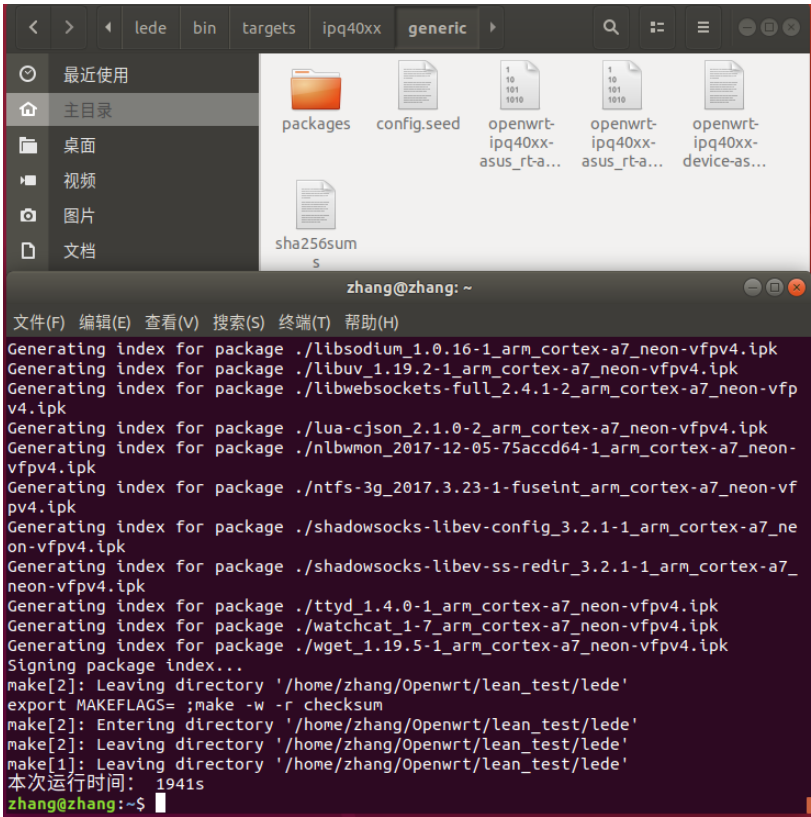 lede bin targets ipq40xx generic
最近使用
主目录
桌面
视频
图片
文档
packages
config.seed
1
10
101
1010
openwrt-
ipq40xx-
asus_rt-a...
1
10
101
1010
openwrt-
ipq40xx-
asus_rt-a...
openwrt-
ipq40xx-
device-as...
sha256sum
s
zhang@zhang: ~
文件(F) 编辑(E) 查看(V) 搜索(S) 终端(T) 帮助(H)
Generating index for package ./libsodium_1.0.16-1_arm_cortex-a7_neon-vfpv4.ipk
Generating index for package ./libuv_1.19.2-1_arm_cortex-a7_neon-vfpv4.ipk
Generating index for package ./libwebsockets-full_2.4.1-2_arm_cortex-a7_neon-vfp
v4.ipk
Generating index for package ./lua-cjson_2.1.0-2_arm_cortex-a7_neon-vfpv4.ipk
Generating index for package ./nlbwmon_2017-12-05-75accd64-1_arm_cortex-a7_neon-
vfpv4.ipk
Generating index for package ./ntfs-3g_2017.3.23-1-fuseint_arm_cortex-a7_neon-vf
pv4.ipk
Generating index for package ./shadowsocks-libev-config_3.2.1-1_arm_cortex-a7_ne
on-vfpv4.ipk
Generating index for package ./shadowsocks-libev-ss-redir_3.2.1-1_arm_cortex-a7_
neon-vfpv4.ipk
Generating index for package ./ttyd_1.4.0-1_arm_cortex-a7_neon-vfpv4.ipk
Generating index for package ./watchcat_1-7_arm_cortex-a7_neon-vfpv4.ipk
Generating index for package ./wget_1.19.5-1_arm_cortex-a7_neon-vfpv4.ipk
Signing package index...
make[2]: Leaving directory '/home/zhang/Openwrt/lean_test/lede'
export MAKEFLAGS= ;make -w -r checksum
make[2]: Entering directory '/home/zhang/Openwrt/lean_test/lede'
make[2]: Leaving directory '/home/zhang/Openwrt/lean_test/lede'
make[1]: Leaving directory '/home/zhang/Openwrt/lean_test/lede'
本次运行时间： 1941s
zhang@zhang:~$